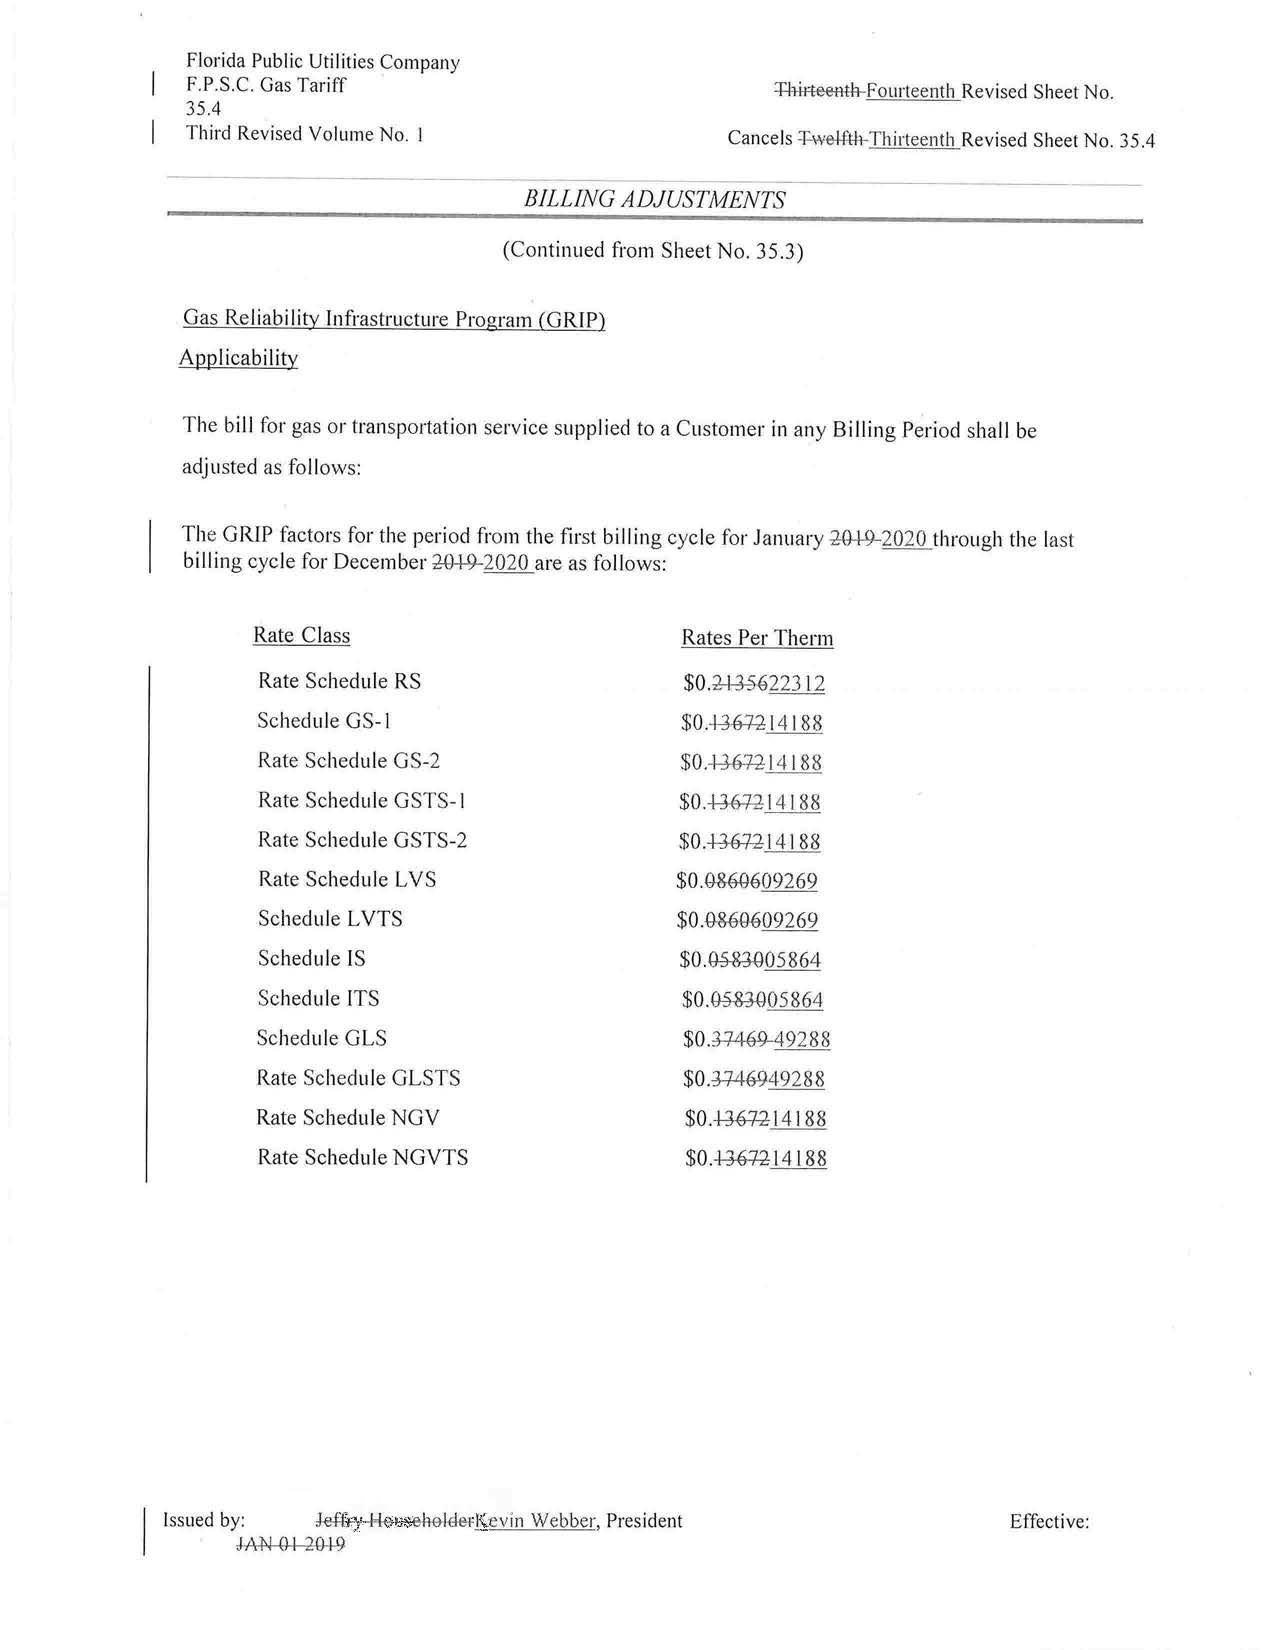 Florida Public Utilities Company
F.P.S.C. Gas Tariff
Thirteenth Fourteenth Revised Sheet No.
35.4
Third Revised Volume No. 1
Cancels Twelfth Thirteenth Revised Sheet No. 35.4
BILLING ADJUSTMENTS
(Continued from Sheet No. 35.3)
Gas Reliability Infrastructure Program (GRIP)
Applicability
The bill for gas or transportation service supplied to a Customer in any Billing Period shall be
adjusted as follows:
The GRIP factors for the period from the first billing cycle for January 2019 2020 through the last
billing cycle for December 2019 2020 are as follows:
Rate Class Rates Per Therm
Rate Schedule RS $0.2135622312
Schedule GS-1 $0.1367214188
Rate Schedule GS-2 $0.1367214188
Rate Schedule GSTS-1 $0.1367214188
Rate Schedule GSTS-2 $0.1367214188
Rate Schedule LVS $0.0860609269
Schedule LVTS $0.0860609269
Schedule IS $0.0583005864
Schedule ITS $0.0583005864
Schedule GLS $0.37469 49288
Rate Schedule GLSTS $0.3746949288
Rate Schedule NGV $0.1367214188
Rate Schedule NGVTS $0.1367214188
Issued by: Jeffry HouseholderKevin Webber, President Effective:
JAN 01 2019